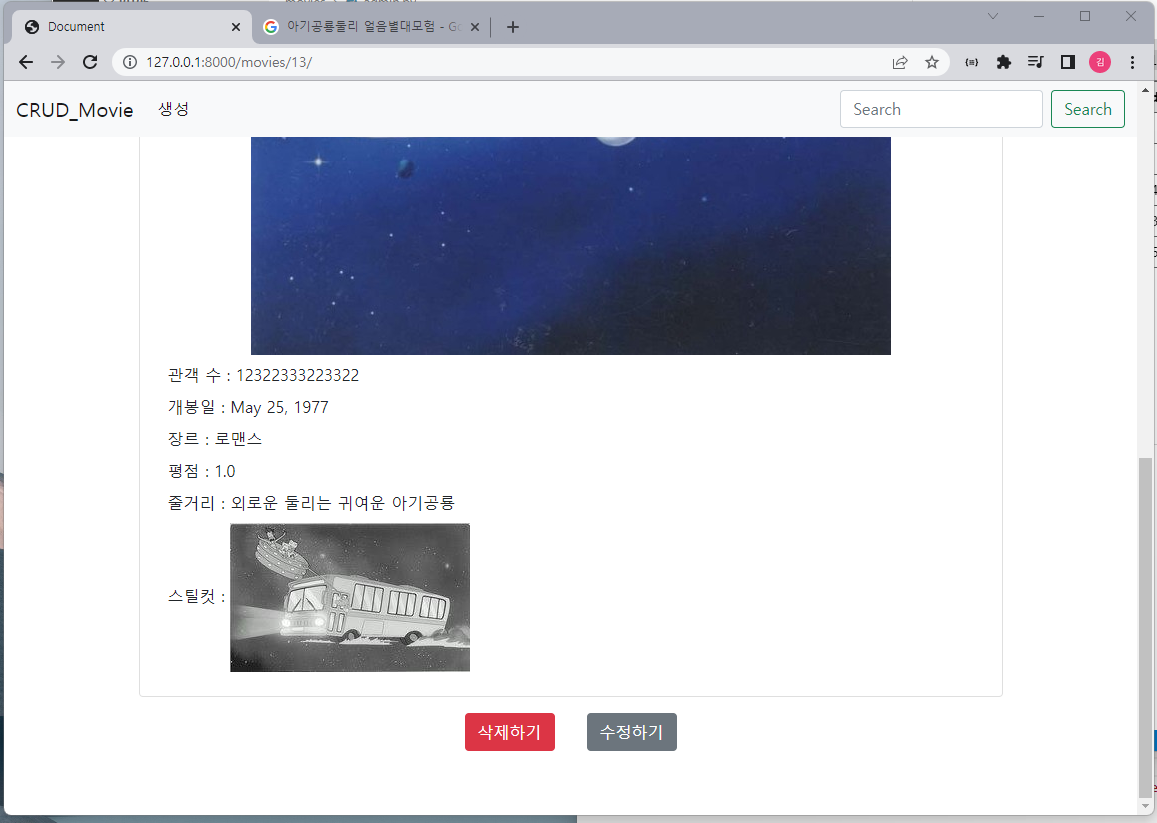 Document
아기공룡둘리 얼음별대모험 - Go
127.0.0.1:8000/movies/13/
김
CRUD_Movie 생성 Search Search
관객 수 : 12322333223322
개봉일 : May 25, 1977
장르 : 로맨스
평점 : 1.0
줄거리 : 외로운 둘리는 귀여운 아기공룡
스틸컷 :
삭제하기 수정하기